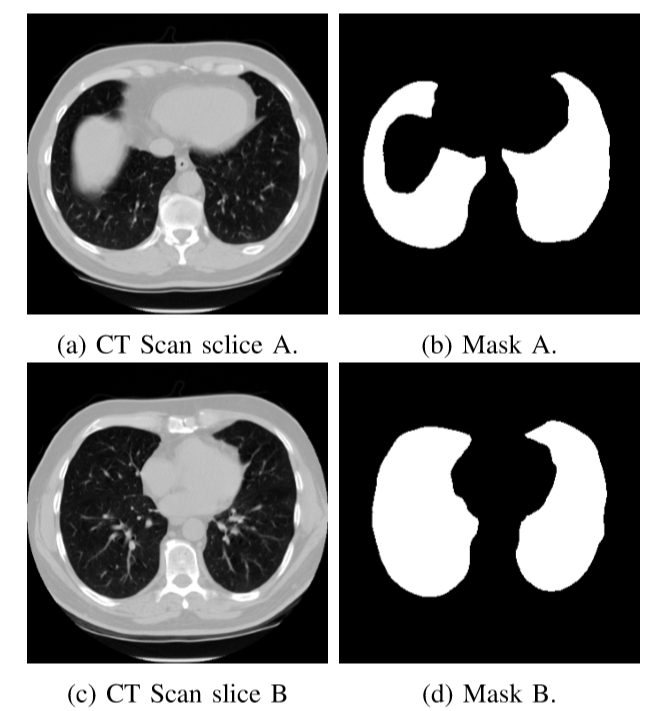 (a) CT Scan sclice A.
(b) Mask A.
(c) CT Scan slice B
(d) Mask B.